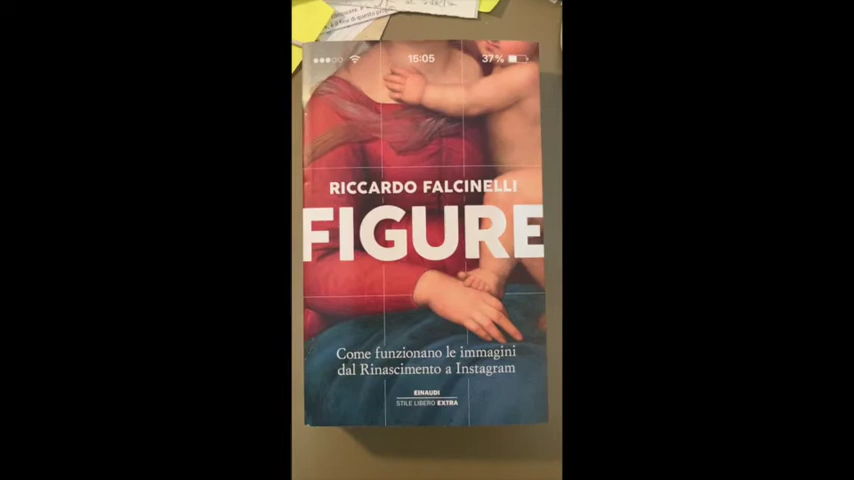 15:05
37%
RICCARDO FALCINELLI
FIGURE
Come funzionano le immagini
dal Rinascimento a Instagram
EINAUDI
STILE LIBERO EXTRA